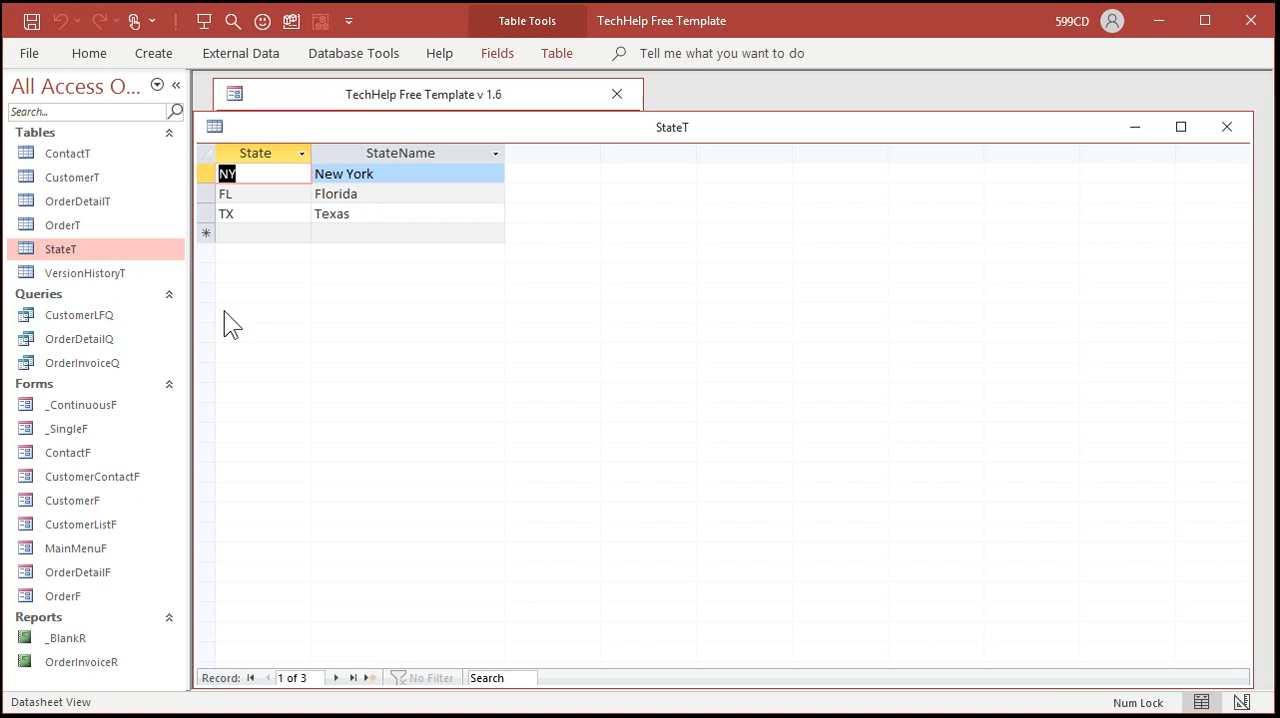 Table Tools
TechHelp Free Template
599CD
File
Home
Create
External Data
Database Tools
Help
Fields
Table
Tell me what you want to do
All Access O...
Search...
Tables
ContactT
CustomerT
OrderDetailT
OrderT
StateT
VersionHistoryT
Queries
CustomerLFQ
OrderDetailQ
OrderInvoiceQ
Forms
_ContinuousF
_SingleF
ContactF
CustomerContactF
CustomerF
CustomerListF
MainMenuF
OrderDetailF
OrderF
Reports
_BlankR
OrderInvoiceR
TechHelp Free Template v 1.6
StateT
State StateName
NY New York
FL Florida
TX Texas
Record: 1 of 3 No Filter Search
Datasheet View
Num Lock